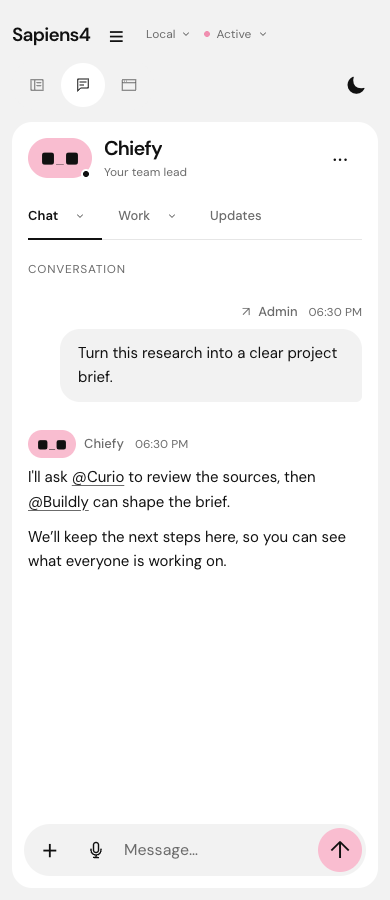 Sapiens4
Local
Active
Chiefy
Your team lead
Chat
Work
Updates
CONVERSATION
Admin 06:30 PM
Turn this research into a clear project
brief.
Chiefy 06:30 PM
I'll ask @Curio to review the sources, then
@Buildly can shape the brief.
We’ll keep the next steps here, so you can see
what everyone is working on.
Message...